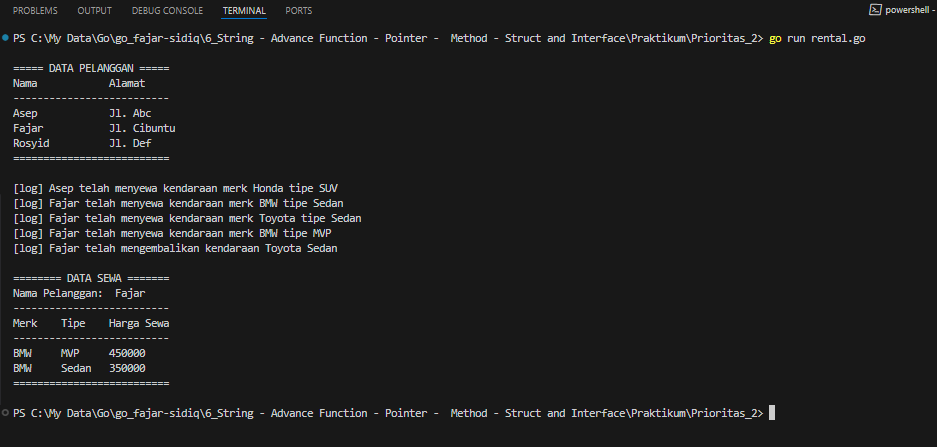 PROBLEMS OUTPUT DEBUG CONSOLE TERMINAL PORTS powershell -
PS C:\My Data\Go\go_fajar-sidiq\6_String - Advance Function - Pointer -  Method - Struct and Interface\Praktikum\Prioritas_2> go run rental.go
===== DATA PELANGGAN =====
Nama            Alamat
--------------------------
Asep            Jl. Abc
Fajar           Jl. Cibuntu
Rosyid          Jl. Def
==========================
[log] Asep telah menyewa kendaraan merk Honda tipe SUV
[log] Fajar telah menyewa kendaraan merk BMW tipe Sedan
[log] Fajar telah menyewa kendaraan merk Toyota tipe Sedan
[log] Fajar telah menyewa kendaraan merk BMW tipe MVP
[log] Fajar telah mengembalikan kendaraan Toyota Sedan
======== DATA SEWA =======
Nama Pelanggan:  Fajar
--------------------------
Merk    Tipe    Harga Sewa
--------------------------
BMW     MVP     450000
BMW     Sedan   350000
==========================
PS C:\My Data\Go\go_fajar-sidiq\6_String - Advance Function - Pointer -  Method - Struct and Interface\Praktikum\Prioritas_2>